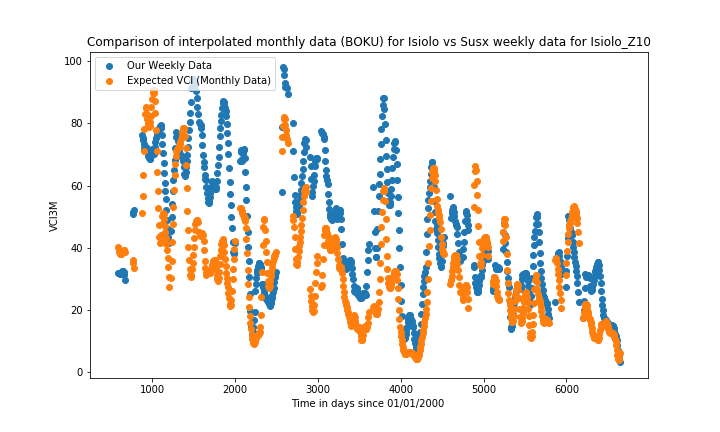 Comparison of interpolated monthly data (BOKU) for Isiolo vs Susx weekly data for Isiolo_Z10
Our Weekly Data
Expected VCI (Monthly Data)
100
80
60
40
20
0
VCI3M
1000 2000 3000 4000 5000 6000
Time in days since 01/01/2000